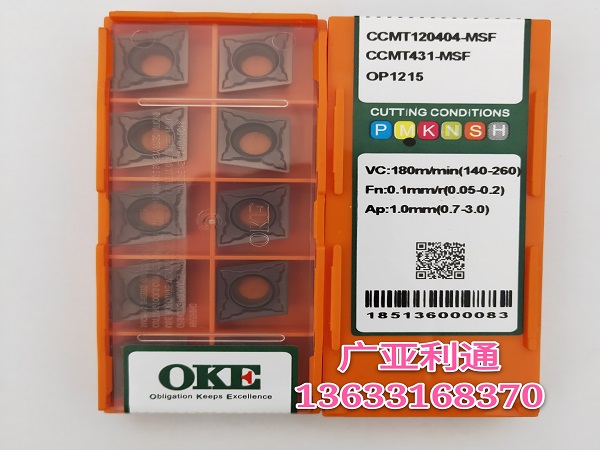 CCMT120404-MSF
CCMT431-MSF
OP1215
CUTTING CONDITIONS
P M K N S H
VC:180m/min(140-260)
Fn:0.1mm/r(0.05-0.2)
Ap:1.0mm(0.7-3.0)
185136000083
OKE
OKE
Obligation Keeps Excellence
广亚利通
13633168370